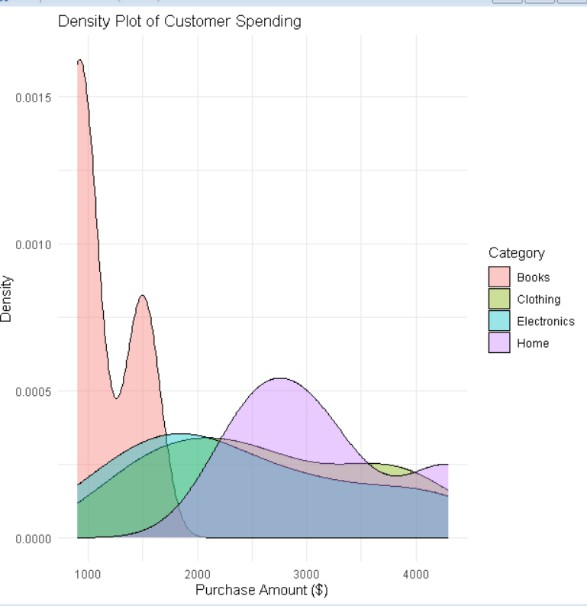 Density Plot of Customer Spending
0.0015
0.0010
0.0005
0.0000
Density
1000 2000 3000 4000
Purchase Amount ($)
Category
Books
Clothing
Electronics
Home